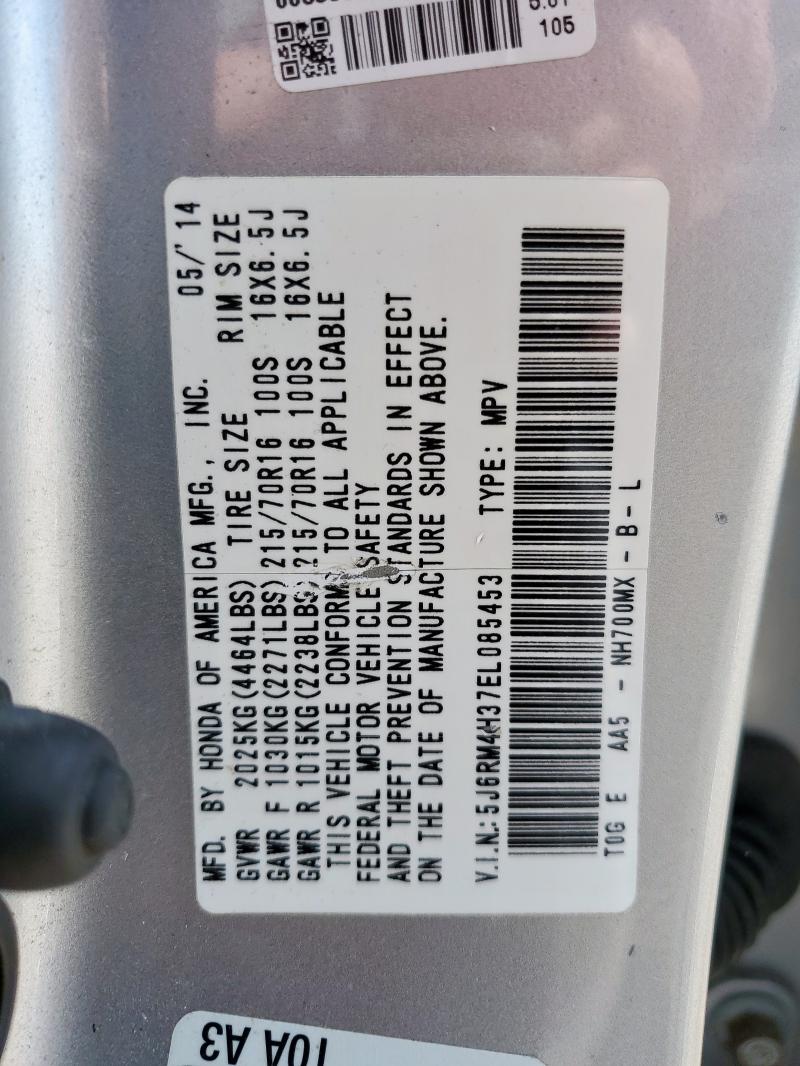 5.01
105
MFD. BY HONDA OF AMERICA MFG., INC. 05/'14
GVWR 2025KG(4464LBS) TIRE SIZE RIM SIZE
GAWR F 1030KG(2271LBS) 215/70R16 100S 16X6.5J
GAWR R 1015KG(2238LBS) 215/70R16 100S 16X6.5J
THIS VEHICLE CONFORM TO ALL APPLICABLE
FEDERAL MOTOR VEHICLE SAFETY
AND THEFT PREVENTION STANDARDS IN EFFECT
ON THE DATE OF MANUFACTURE SHOWN ABOVE.
V.I.N.: 5J6RM4H37EL085453 TYPE: MPV
T0G E AA5 - NH700MX - B - L
T0A A3